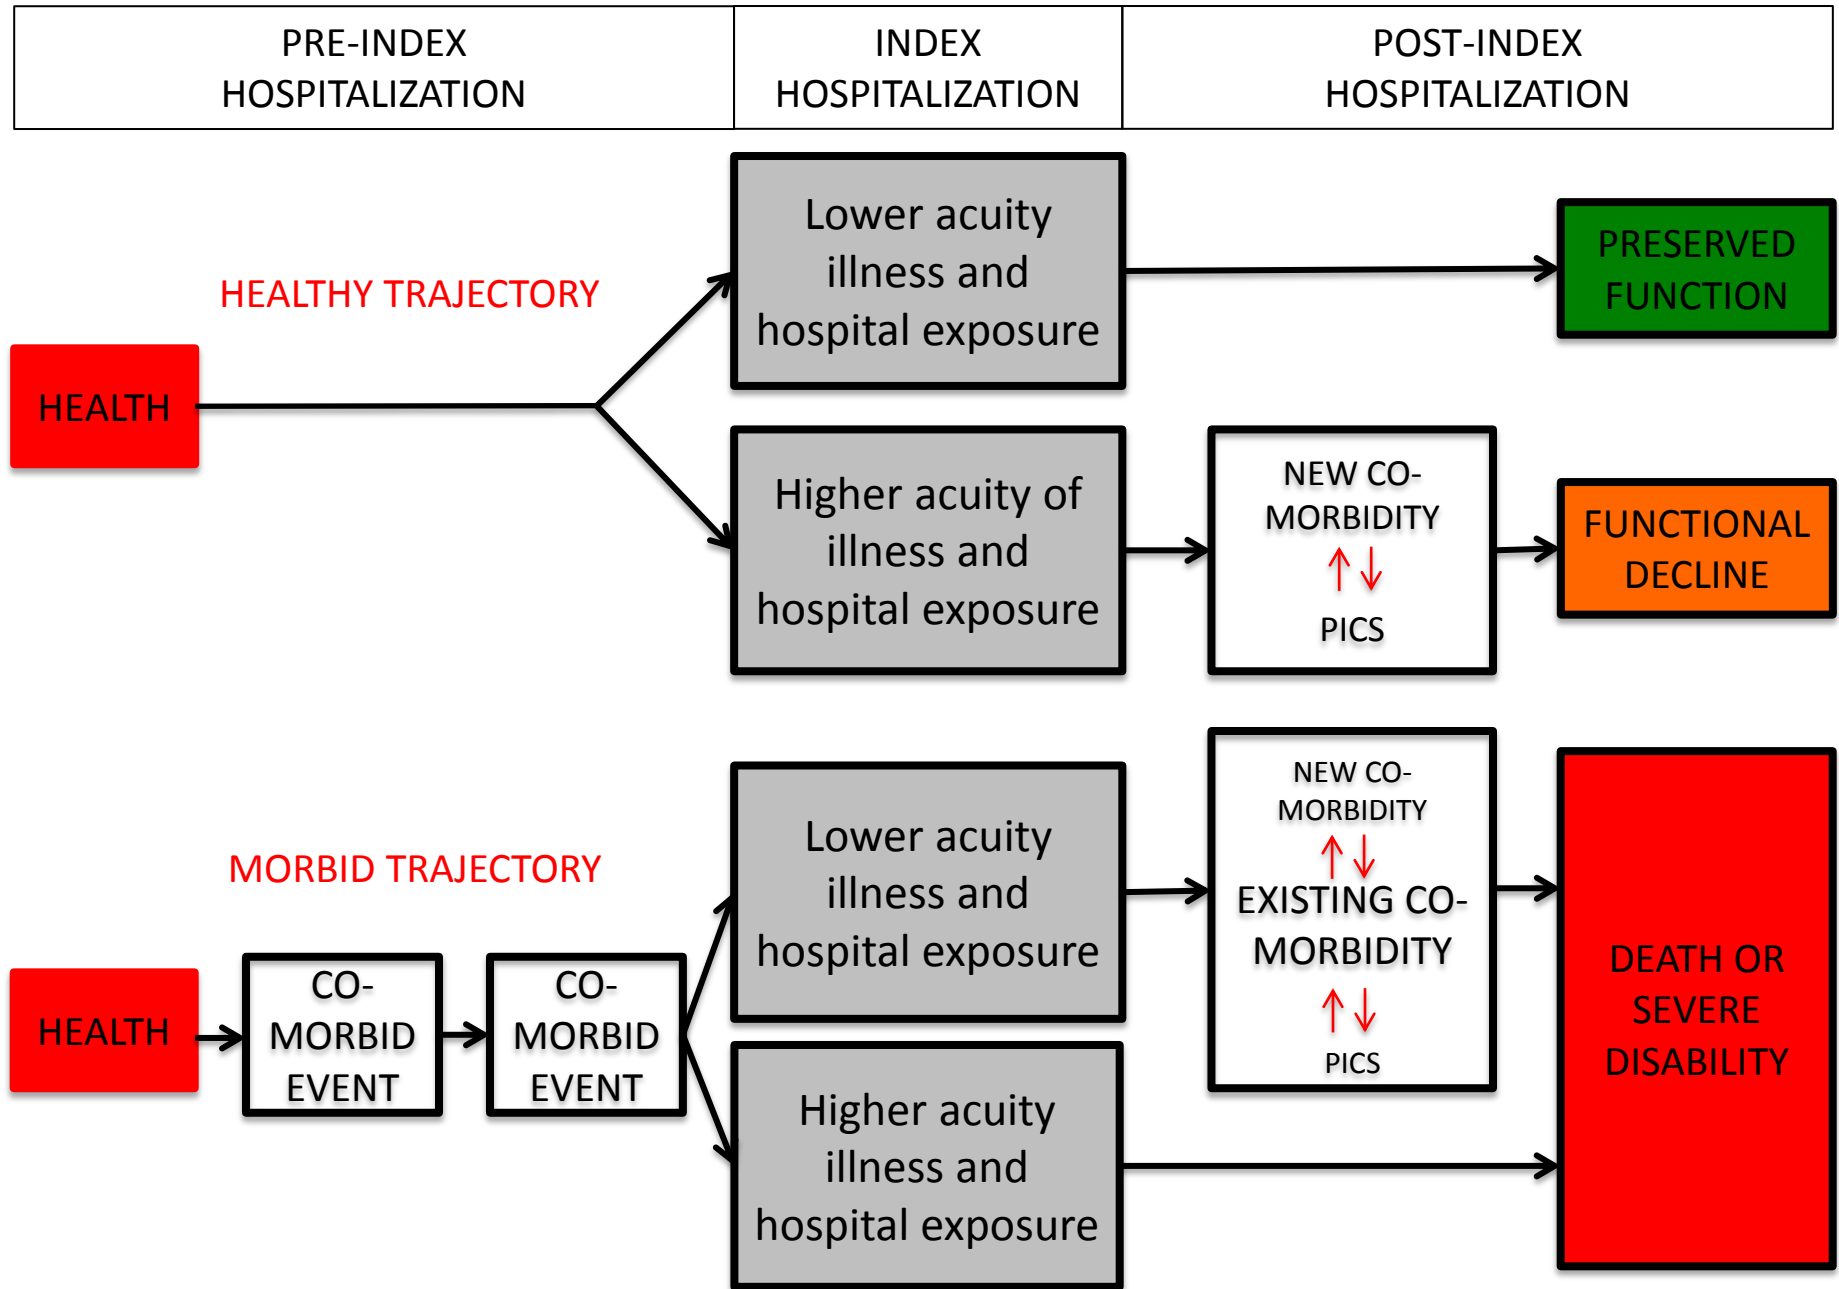 PRE-INDEX
HOSPITALIZATION
INDEX
HOSPITALIZATION
POST-INDEX
HOSPITALIZATION
HEALTHY TRAJECTORY
HEALTH
Lower acuity
illness and
hospital exposure
PRESERVED
FUNCTION
Higher acuity of
illness and
hospital exposure
NEW CO-
MORBIDITY
PICS
FUNCTIONAL
DECLINE
MORBID TRAJECTORY
HEALTH
CO-
MORBID
EVENT
CO-
MORBID
EVENT
Lower acuity
illness and
hospital exposure
NEW CO-
MORBIDITY
EXISTING CO-
MORBIDITY
PICS
Higher acuity
illness and
hospital exposure
DEATH OR
SEVERE
DISABILITY